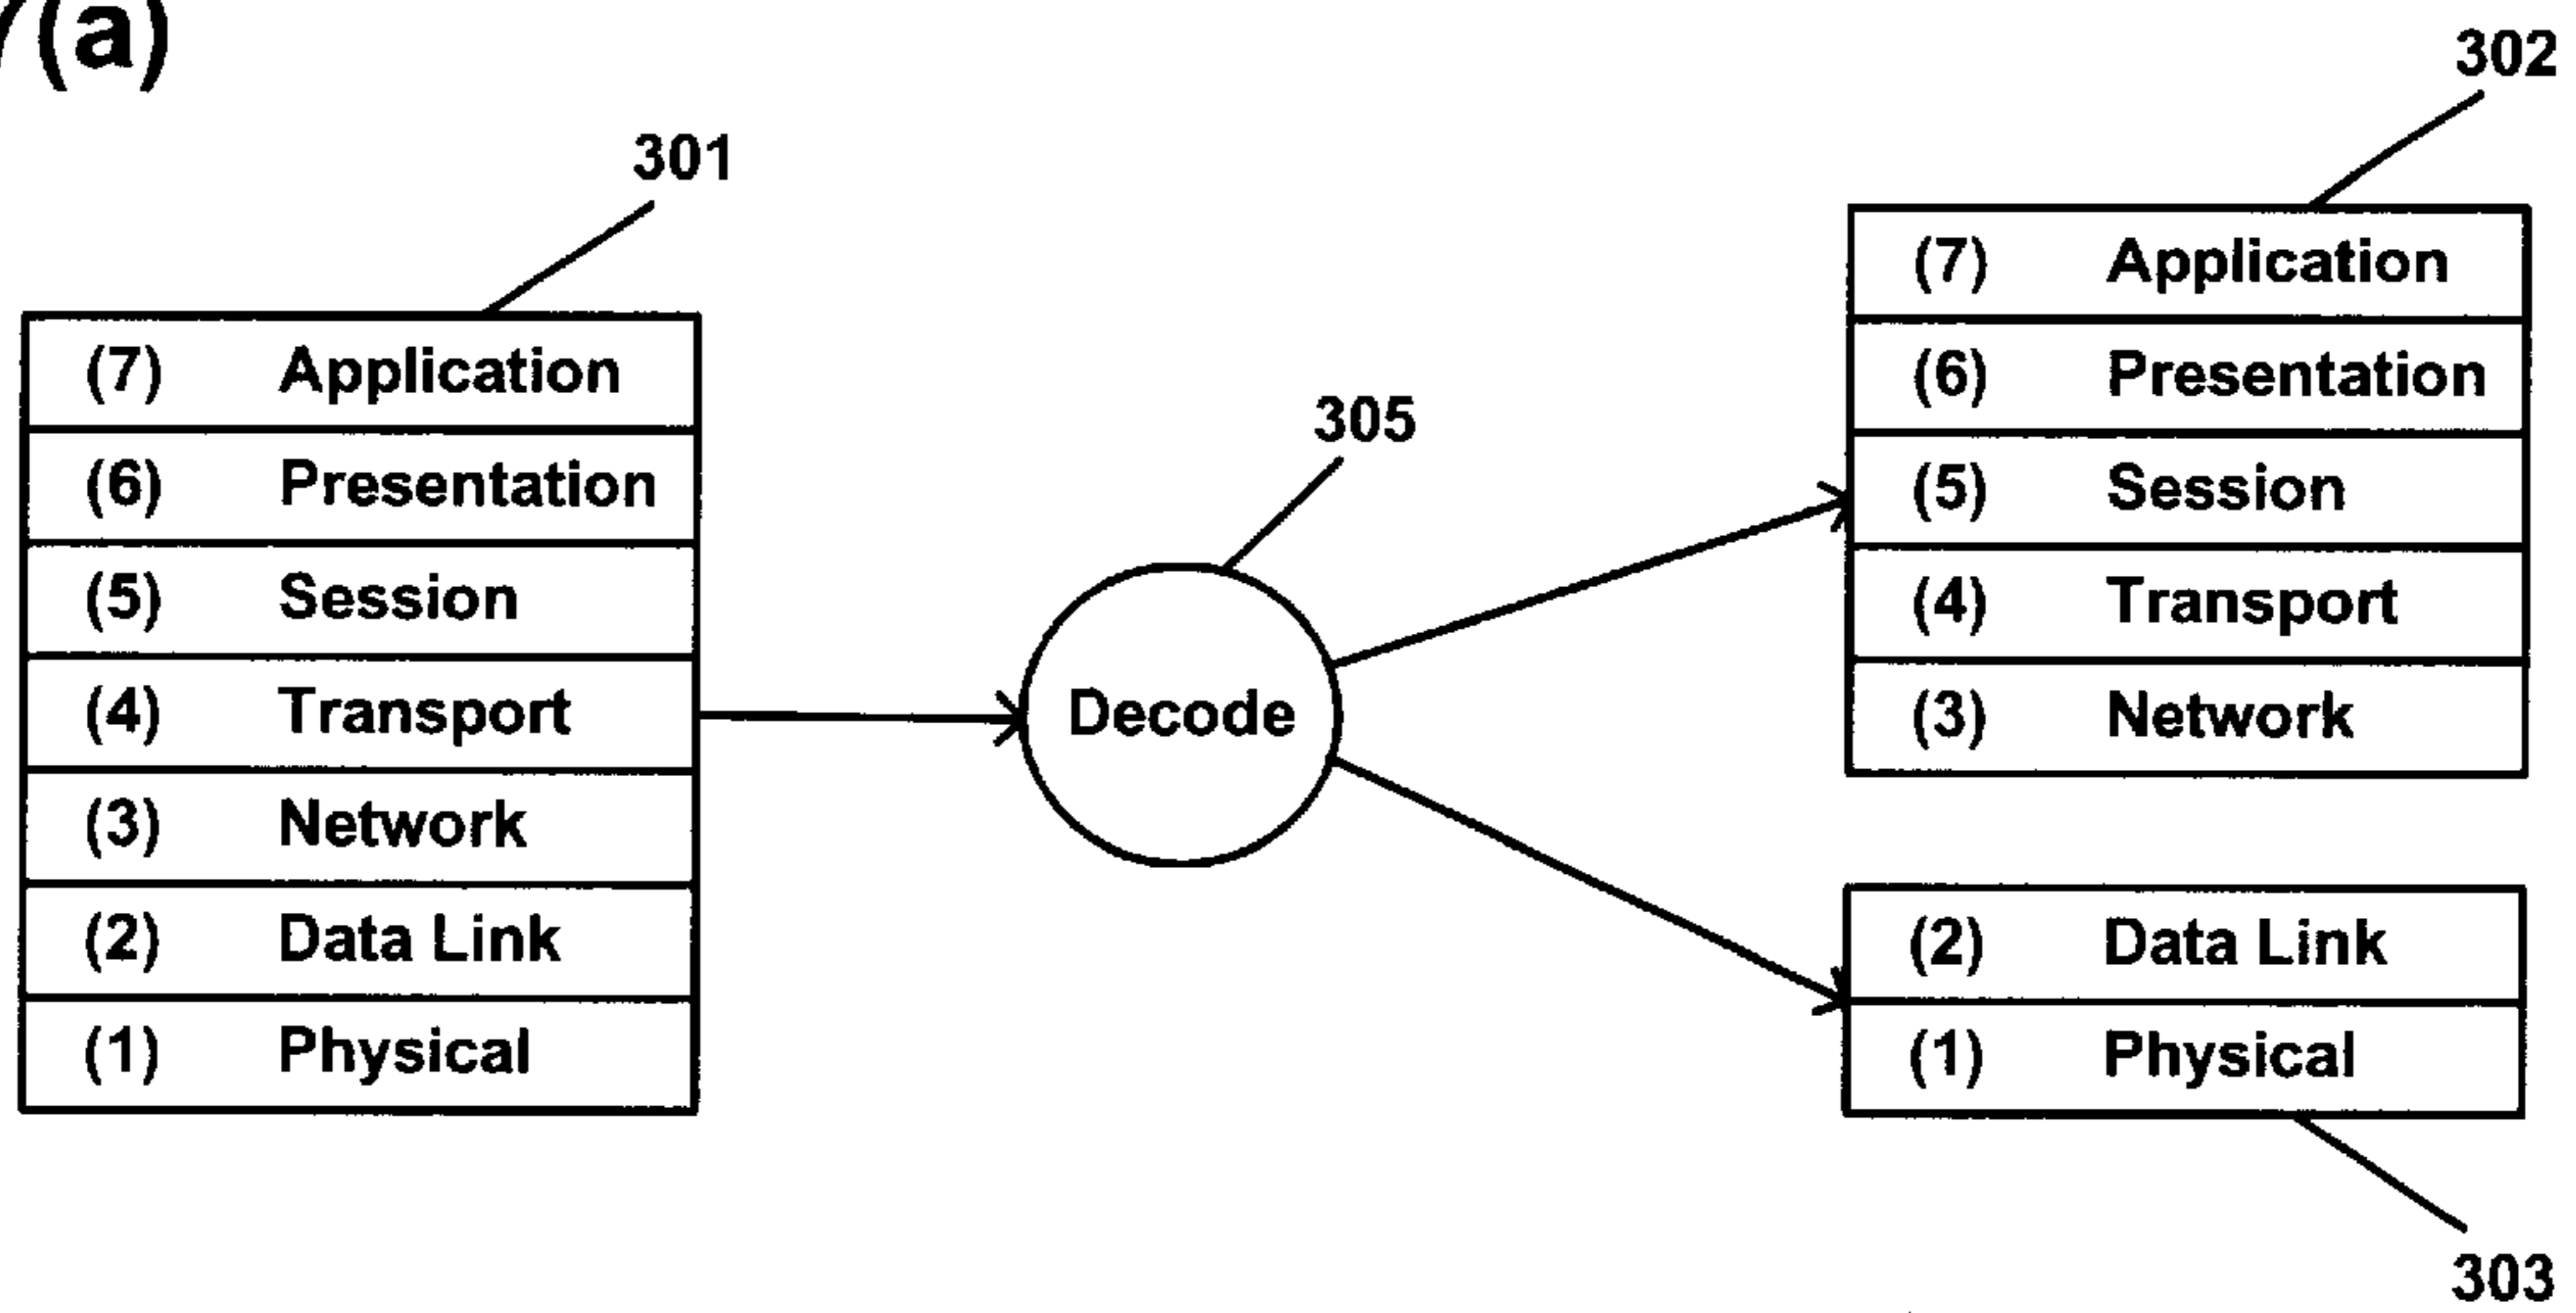 7(a)
301
(7) Application
(6) Presentation
(5) Session
(4) Transport
(3) Network
(2) Data Link
(1) Physical
305
Decode
302
(7) Application
(6) Presentation
(5) Session
(4) Transport
(3) Network
(2) Data Link
(1) Physical
303